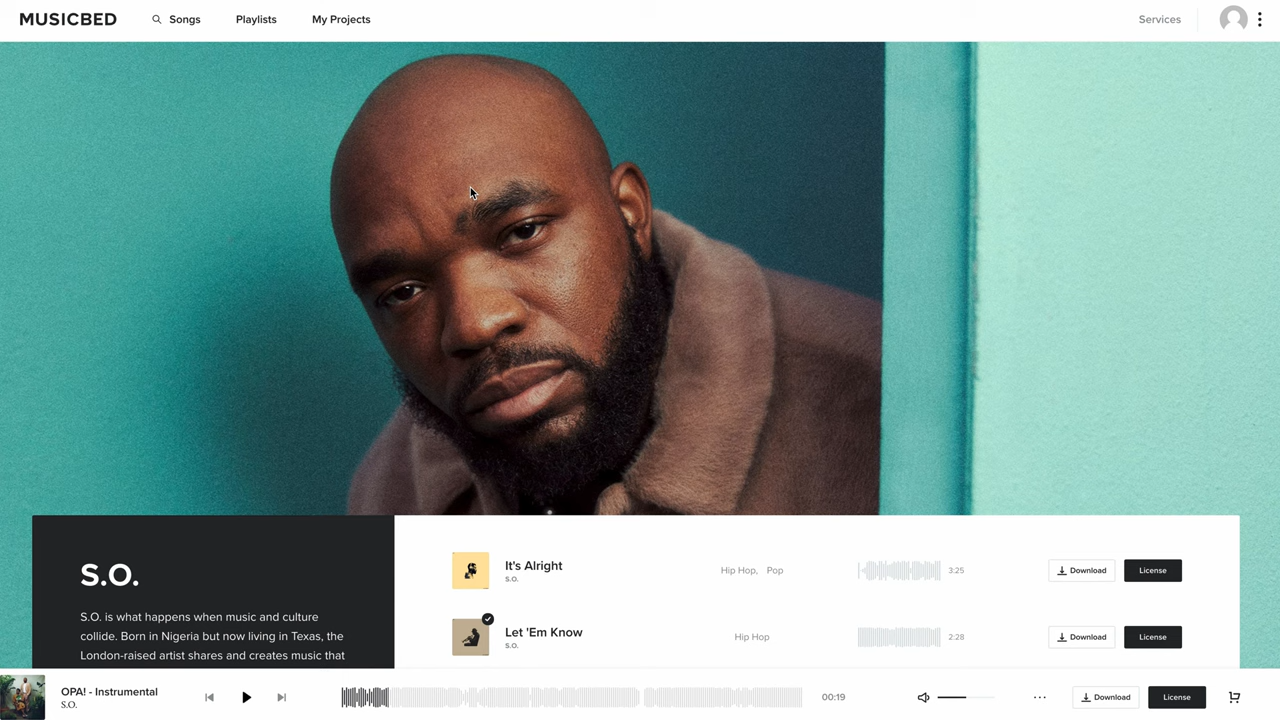 MUSICBED
Songs
Playlists
My Projects
Services
S.O.
S.O. is what happens when music and culture
collide. Born in Nigeria but now living in Texas, the
London-raised artist shares and creates music that
It's Alright
S.O.
Hip Hop, Pop
3:25
Download
License
Let 'Em Know
S.O.
Hip Hop
2:28
Download
License
OPA! - Instrumental
S.O.
00:19
Download
License